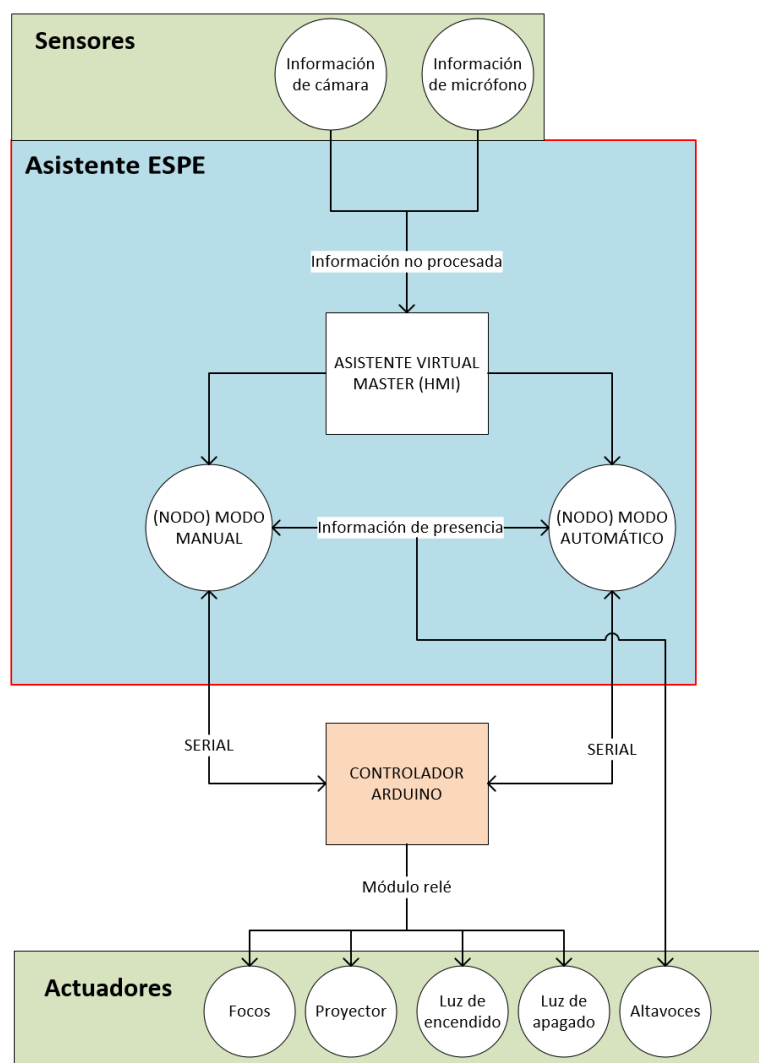 Sensores
Información
de cámara
Información
de micrófono
Asistente ESPE
Información no procesada
ASISTENTE VIRTUAL
MASTER (HMI)
(NODO) MODO
MANUAL
Información de presencia
(NODO) MODO
AUTOMÁTICO
SERIAL
SERIAL
CONTROLADOR
ARDUINO
Módulo relé
Actuadores
Focos
Proyector
Luz de
encendido
Luz de
apagado
Altavoces